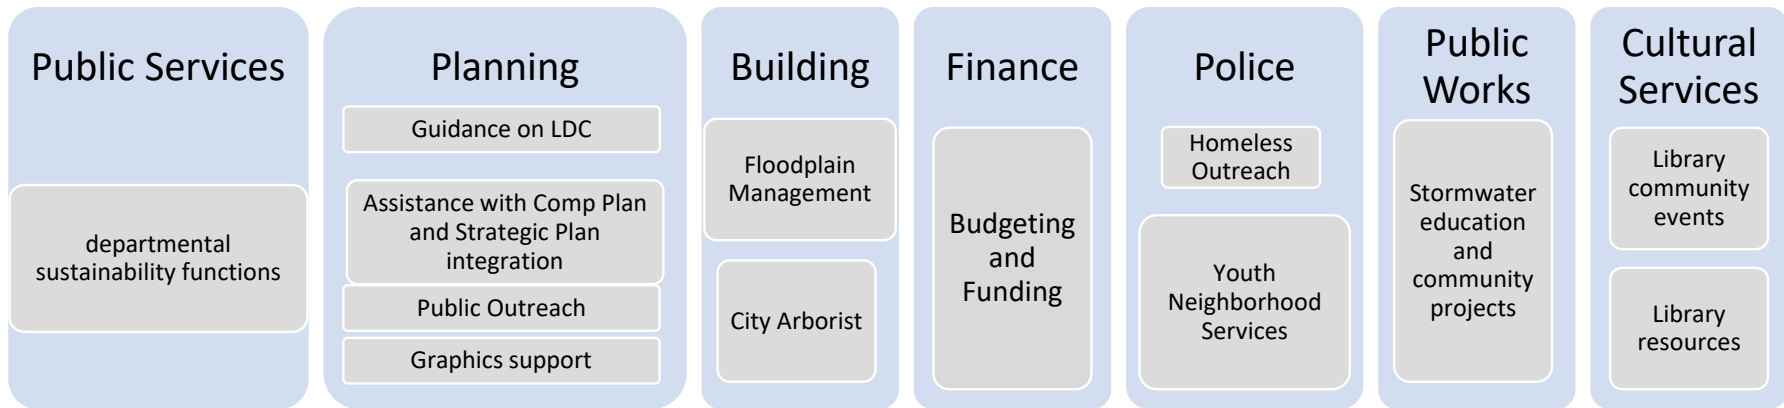 Public Services
departmental
sustainability functions
Planning
Guidance on LDC
Assistance with Comp Plan
and Strategic Plan
integration
Public Outreach
Graphics support
Building
Floodplain
Management
City Arborist
Finance
Budgeting
and
Funding
Police
Homeless
Outreach
Youth
Neighborhood
Services
Public
Works
Stormwater
education
and
community
projects
Cultural
Services
Library
community
events
Library
resources